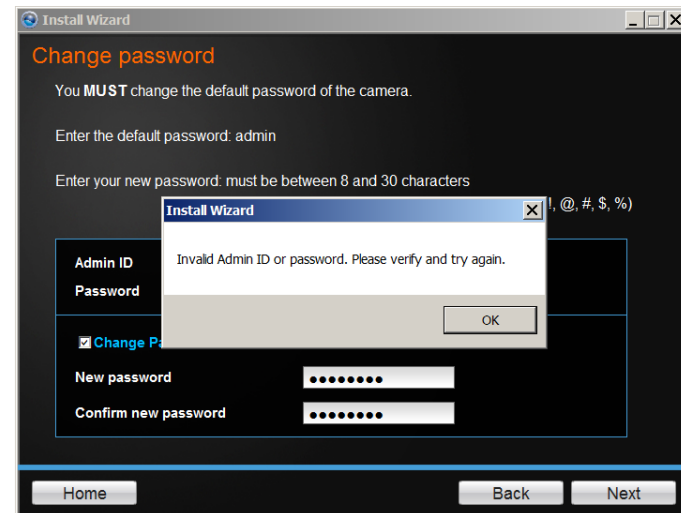 Install Wizard
Change password
You MUST change the default password of the camera.
Enter the default password: admin
Enter your new password: must be between 8 and 30 characters
!, @, #, $, %)
Install Wizard
Invalid Admin ID or password. Please verify and try again.
OK
Admin ID
Password
Change
New password
●●●●●●●●
Confirm new password
●●●●●●●●
Home
Back
Next